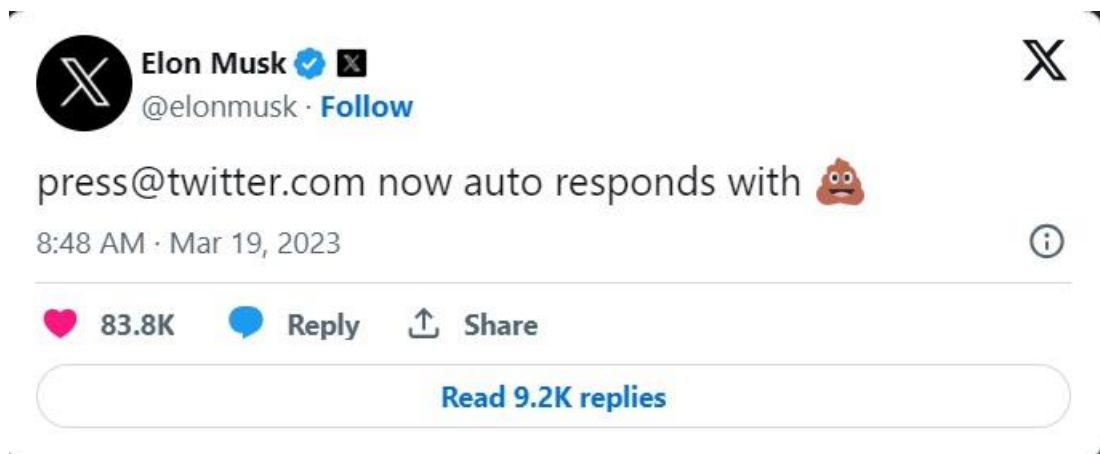 Elon Musk
@elonmusk · Follow
press@twitter.com now auto responds with 💩
8:48 AM · Mar 19, 2023
83.8K Reply Share
Read 9.2K replies